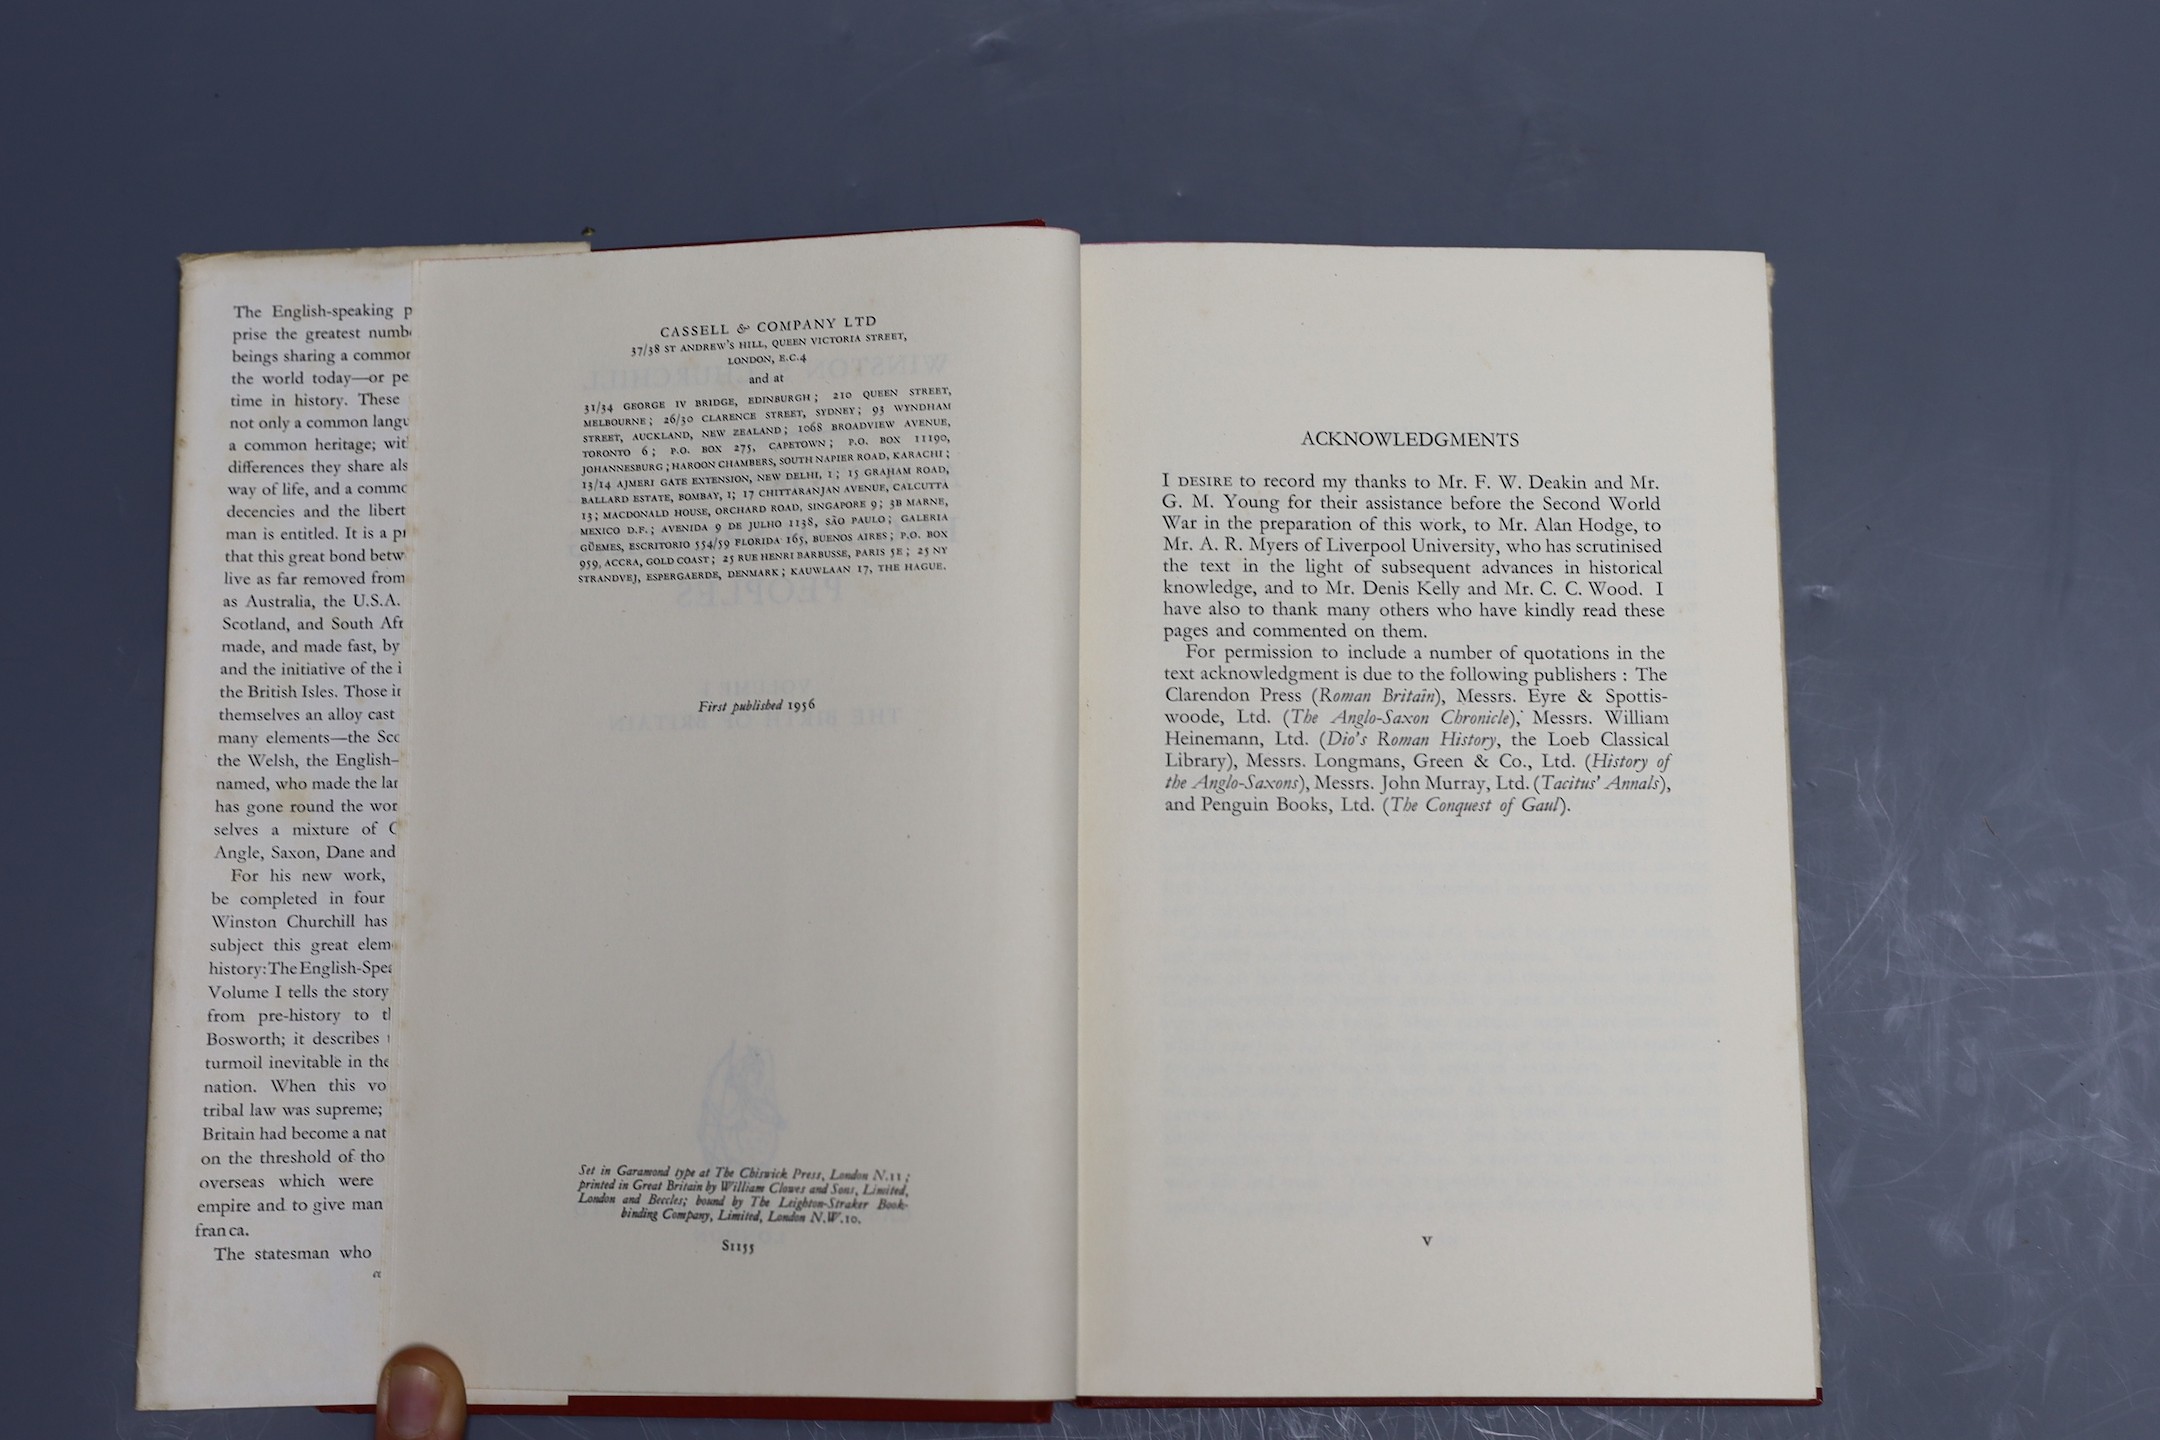 The English-speaking p
prise the greatest numb
beings sharing a common
the world today—or pe
time in history. These
not only a common langu
a common heritage; wit
differences they share als
way of life, and a commo
decencies and the libert
man is entitled. It is a pr
that this great bond betw
live as far removed from
as Australia, the U.S.A.
Scotland, and South Afr
made, and made fast, by
and the initiative of the i
the British Isles. Those in
themselves an alloy cast
many elements—the Sco
the Welsh, the English—
named, who made the lan
has gone round the wor
selves a mixture of C
Angle, Saxon, Dane and
For his new work,
be completed in four
Winston Churchill has
subject this great elem
history: The English-Spea
Volume I tells the story
from pre-history to th
Bosworth; it describes
turmoil inevitable in the
nation. When this vo
tribal law was supreme;
Britain had become a nat
on the threshold of tho
overseas which were
empire and to give man
franca.
The statesman who
CASSELL & COMPANY LTD
37/38 ST ANDREW'S HILL, QUEEN VICTORIA STREET,
LONDON, E.C.4
and at
31/34 GEORGE IV BRIDGE, EDINBURGH; 210 QUEEN STREET,
MELBOURNE; 26/30 CLARENCE STREET, SYDNEY; 93 WYNDHAM
STREET, AUCKLAND, NEW ZEALAND; 1068 BROADVIEW AVENUE,
TORONTO 6; P.O. BOX 275, CAPETOWN; P.O. BOX 11190,
JOHANNESBURG; HAROON CHAMBERS, SOUTH NAPIER ROAD, KARACHI;
13/14 AJMERI GATE EXTENSION, NEW DELHI, 1; 15 GRAHAM ROAD,
BALLARD ESTATE, BOMBAY, 1; 17 CHITTARANJAN AVENUE, CALCUTTA
13; MACDONALD HOUSE, ORCHARD ROAD, SINGAPORE 9; 3B MARNE,
MEXICO D.F.; AVENIDA 9 DE JULHO 1138, SÃO PAULO; GALERIA
GÜEMES, ESCRITORIO 554/59 FLORIDA 165, BUENOS AIRES; P.O. BOX
959, ACCRA, GOLD COAST; 25 RUE HENRI BARBUSSE, PARIS 5E; 25 NY
STRANDVEJ, ESPERGAERDE, DENMARK; KAUWLAAN 17, THE HAGUE.
First published 1956
Set in Garamond type at The Chiswick Press, London N.11;
printed in Great Britain by William Clowes and Sons, Limited,
London and Beccles; bound by The Leighton-Straker Book-
binding Company, Limited, London N.W.10.
S1155
ACKNOWLEDGMENTS
I DESIRE to record my thanks to Mr. F. W. Deakin and Mr.
G. M. Young for their assistance before the Second World
War in the preparation of this work, to Mr. Alan Hodge, to
Mr. A. R. Myers of Liverpool University, who has scrutinised
the text in the light of subsequent advances in historical
knowledge, and to Mr. Denis Kelly and Mr. C. C. Wood. I
have also to thank many others who have kindly read these
pages and commented on them.
For permission to include a number of quotations in the
text acknowledgment is due to the following publishers : The
Clarendon Press (Roman Britain), Messrs. Eyre & Spottis-
woode, Ltd. (The Anglo-Saxon Chronicle), Messrs. William
Heinemann, Ltd. (Dio's Roman History, the Loeb Classical
Library), Messrs. Longmans, Green & Co., Ltd. (History of
the Anglo-Saxons), Messrs. John Murray, Ltd. (Tacitus' Annals),
and Penguin Books, Ltd. (The Conquest of Gaul).
v